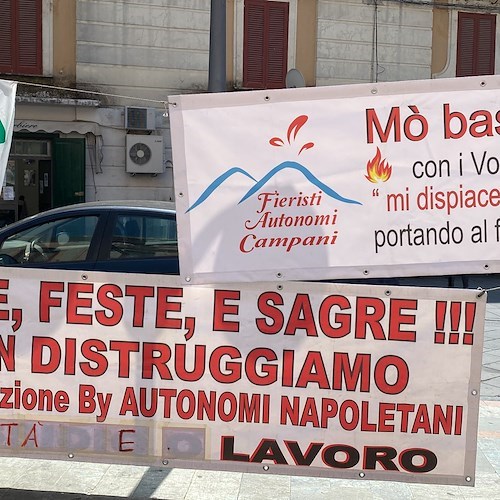 Mò bas
con i Vo
“ mi dispiace
portando al f
Fieristi
Autonomi
Campani
E, FESTE, E SAGRE !!!
N DISTRUGGIAMO
zione By AUTONOMI NAPOLETANI
TÀ E LAVORO